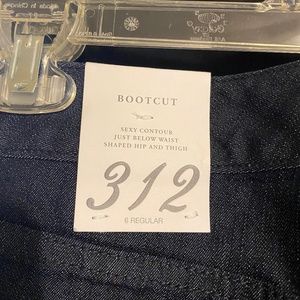 BOOTCUT
SEXY CONTOUR
JUST BELOW WAIST
SHAPED HIP AND THIGH
312
6 REGULAR